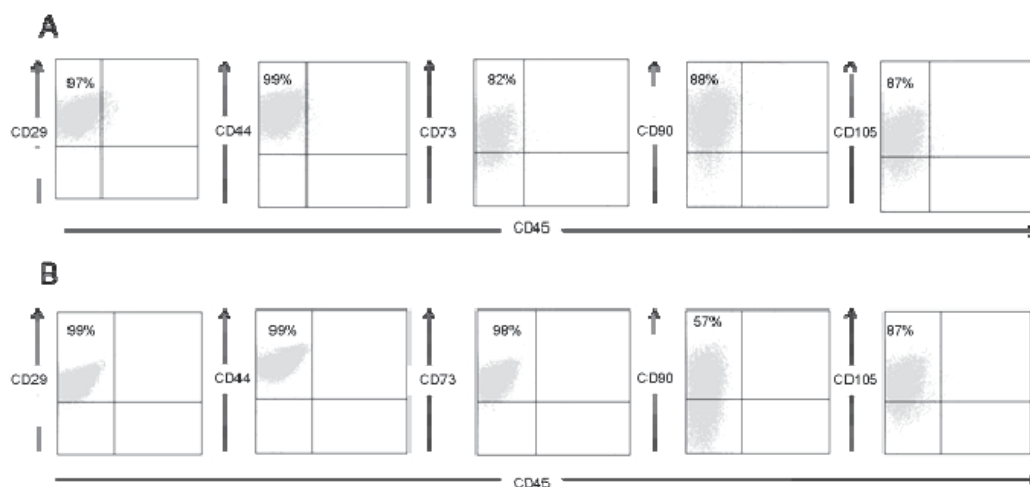 A
97%
99%
82%
88%
87%
CD29
CD44
CD73
CD90
CD105
CD45
B
99%
99%
98%
57%
87%
CD29
CD44
CD73
CD90
CD105
CD45